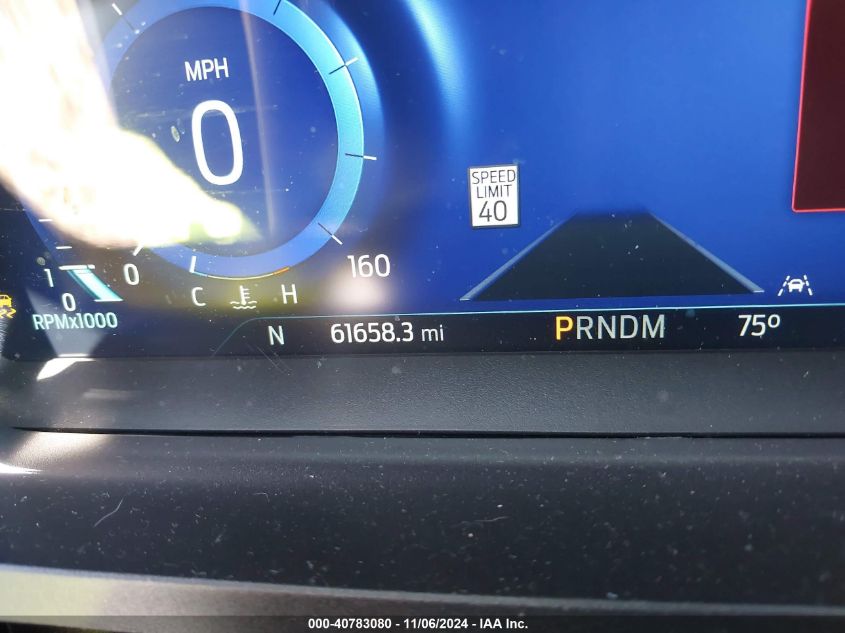 MPH
0
SPEED
LIMIT
40
160
1
0
0
C
H
RPMx1000
N
61658.3 mi
PRNDM
75º
000-40783080 - 11/06/2024 - IAA Inc.